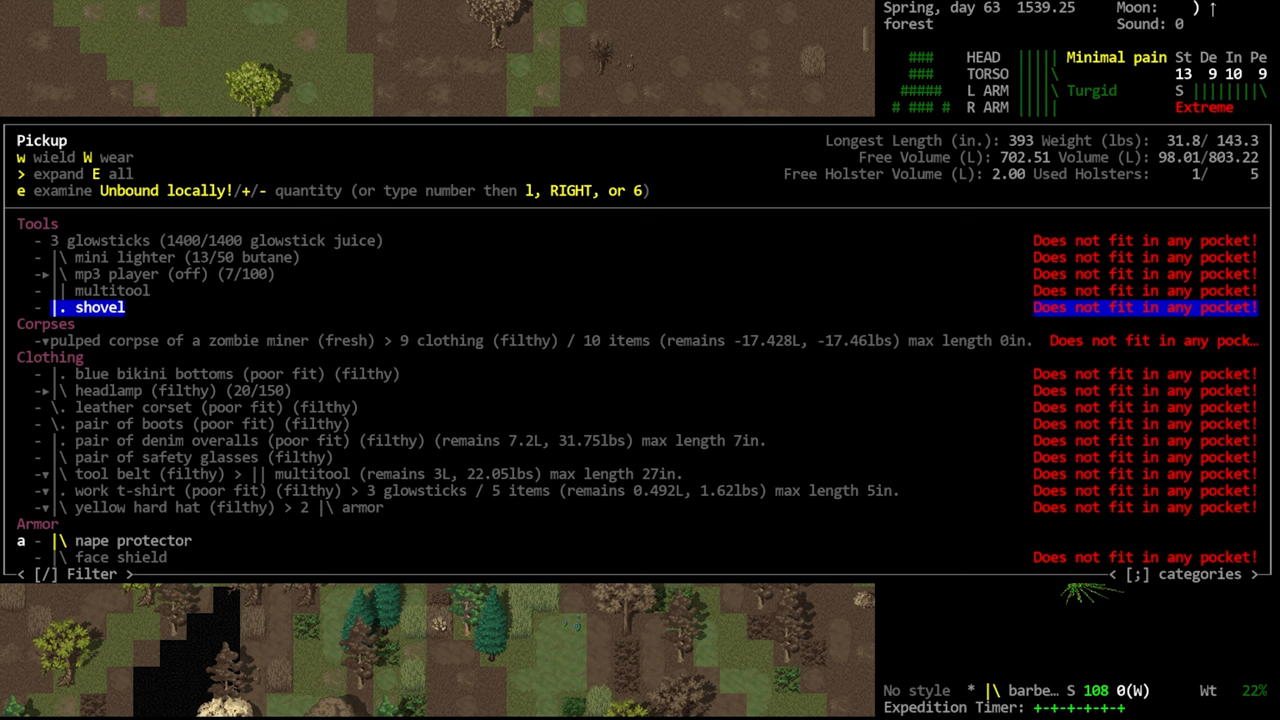 Spring, day 63 1539.25 Moon: ) ↑
forest Sound: 0
### HEAD ||||| Minimal pain St De In Pe
### TORSO ||||\ 13 9 10 9
##### L ARM ||||\ Turgid S ||||||||\
# ### # R ARM ||||| Extreme
Pickup Longest Length (in.): 393 Weight (lbs): 31.8/ 143.3
w wield W wear Free Volume (L): 702.51 Volume (L): 98.01/803.22
> expand E all Free Holster Volume (L): 2.00 Used Holsters: 1/ 5
e examine Unbound locally!/+/- quantity (or type number then l, RIGHT, or 6)
Tools
- 3 glowsticks (1400/1400 glowstick juice) Does not fit in any pocket!
- |\ mini lighter (13/50 butane) Does not fit in any pocket!
-▸|\ mp3 player (off) (7/100) Does not fit in any pocket!
- || multitool Does not fit in any pocket!
- |. shovel Does not fit in any pocket!
Corpses
-▾pulped corpse of a zombie miner (fresh) > 9 clothing (filthy) / 10 items (remains -17.428L, -17.46lbs) max length 0in. Does not fit in any pock…
Clothing
- |. blue bikini bottoms (poor fit) (filthy) Does not fit in any pocket!
-▸|\ headlamp (filthy) (20/150) Does not fit in any pocket!
- \. leather corset (poor fit) (filthy) Does not fit in any pocket!
- \. pair of boots (poor fit) (filthy) Does not fit in any pocket!
- |. pair of denim overalls (poor fit) (filthy) (remains 7.2L, 31.75lbs) max length 7in. Does not fit in any pocket!
- |\ pair of safety glasses (filthy) Does not fit in any pocket!
-▾|\ tool belt (filthy) > || multitool (remains 3L, 22.05lbs) max length 27in. Does not fit in any pocket!
-▾|. work t-shirt (poor fit) (filthy) > 3 glowsticks / 5 items (remains 0.492L, 1.62lbs) max length 5in. Does not fit in any pocket!
-▾|\ yellow hard hat (filthy) > 2 |\ armor Does not fit in any pocket!
Armor
a - |\ nape protector
- |\ face shield Does not fit in any pocket!
< [/] Filter > < [;] categories >
No style * |\ barbe… S 108 0(W) Wt 22%
Expedition Timer: +-+-+-+-+-+